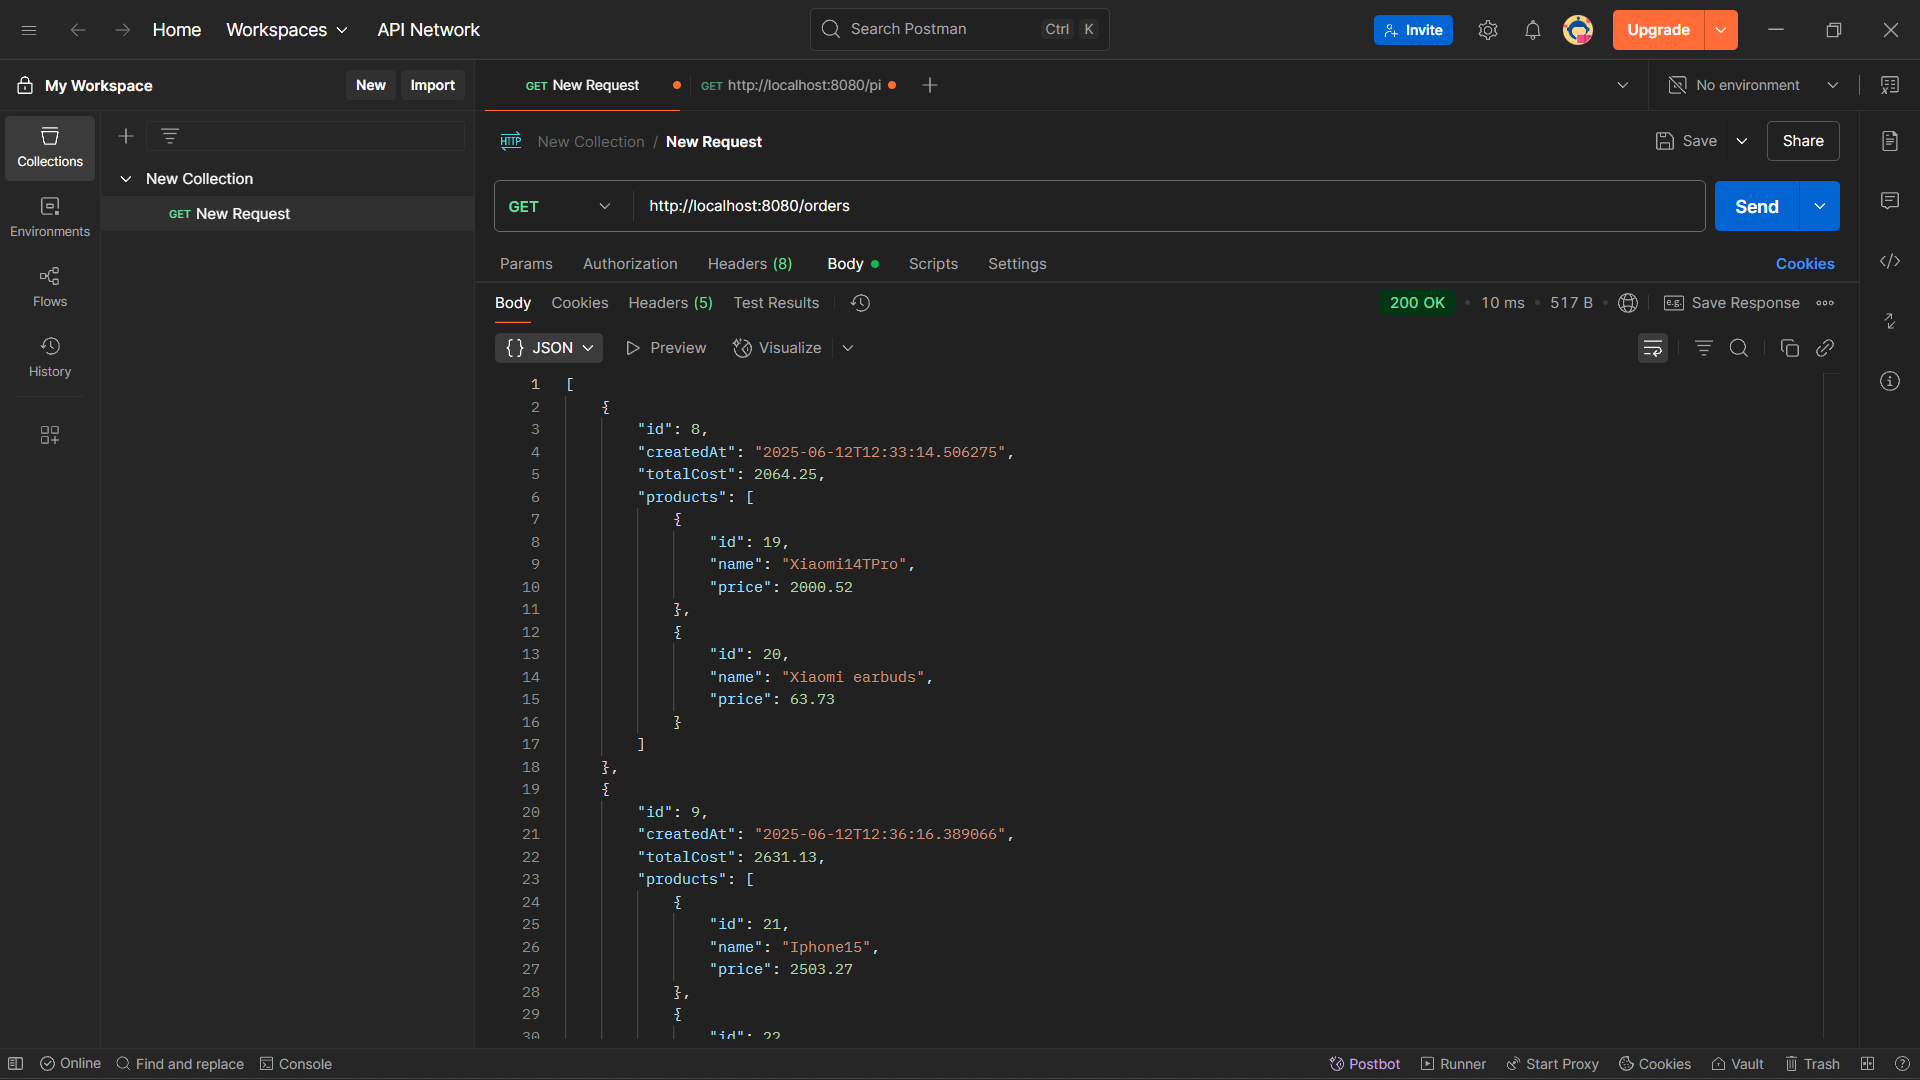 Home Workspaces API Network Search Postman Ctrl K Invite Upgrade
My Workspace New Import GET New Request GET http://localhost:8080/pi No environment
Collections
Environments
Flows
History
New Collection
GET New Request
HTTP New Collection / New Request Save Share
GET http://localhost:8080/orders Send
Params Authorization Headers (8) Body Scripts Settings Cookies
Body Cookies Headers (5) Test Results 200 OK • 10 ms • 517 B • e.g. Save Response
{} JSON Preview Visualize
1 [
2 {
3 "id": 8,
4 "createdAt": "2025-06-12T12:33:14.506275",
5 "totalCost": 2064.25,
6 "products": [
7 {
8 "id": 19,
9 "name": "Xiaomi14TPro",
10 "price": 2000.52
11 },
12 {
13 "id": 20,
14 "name": "Xiaomi earbuds",
15 "price": 63.73
16 }
17 ]
18 },
19 {
20 "id": 9,
21 "createdAt": "2025-06-12T12:36:16.389066",
22 "totalCost": 2631.13,
23 "products": [
24 {
25 "id": 21,
26 "name": "Iphone15",
27 "price": 2503.27
28 },
29 {
30 "id": 22
Online Find and replace Console Postbot Runner Start Proxy Cookies Vault Trash